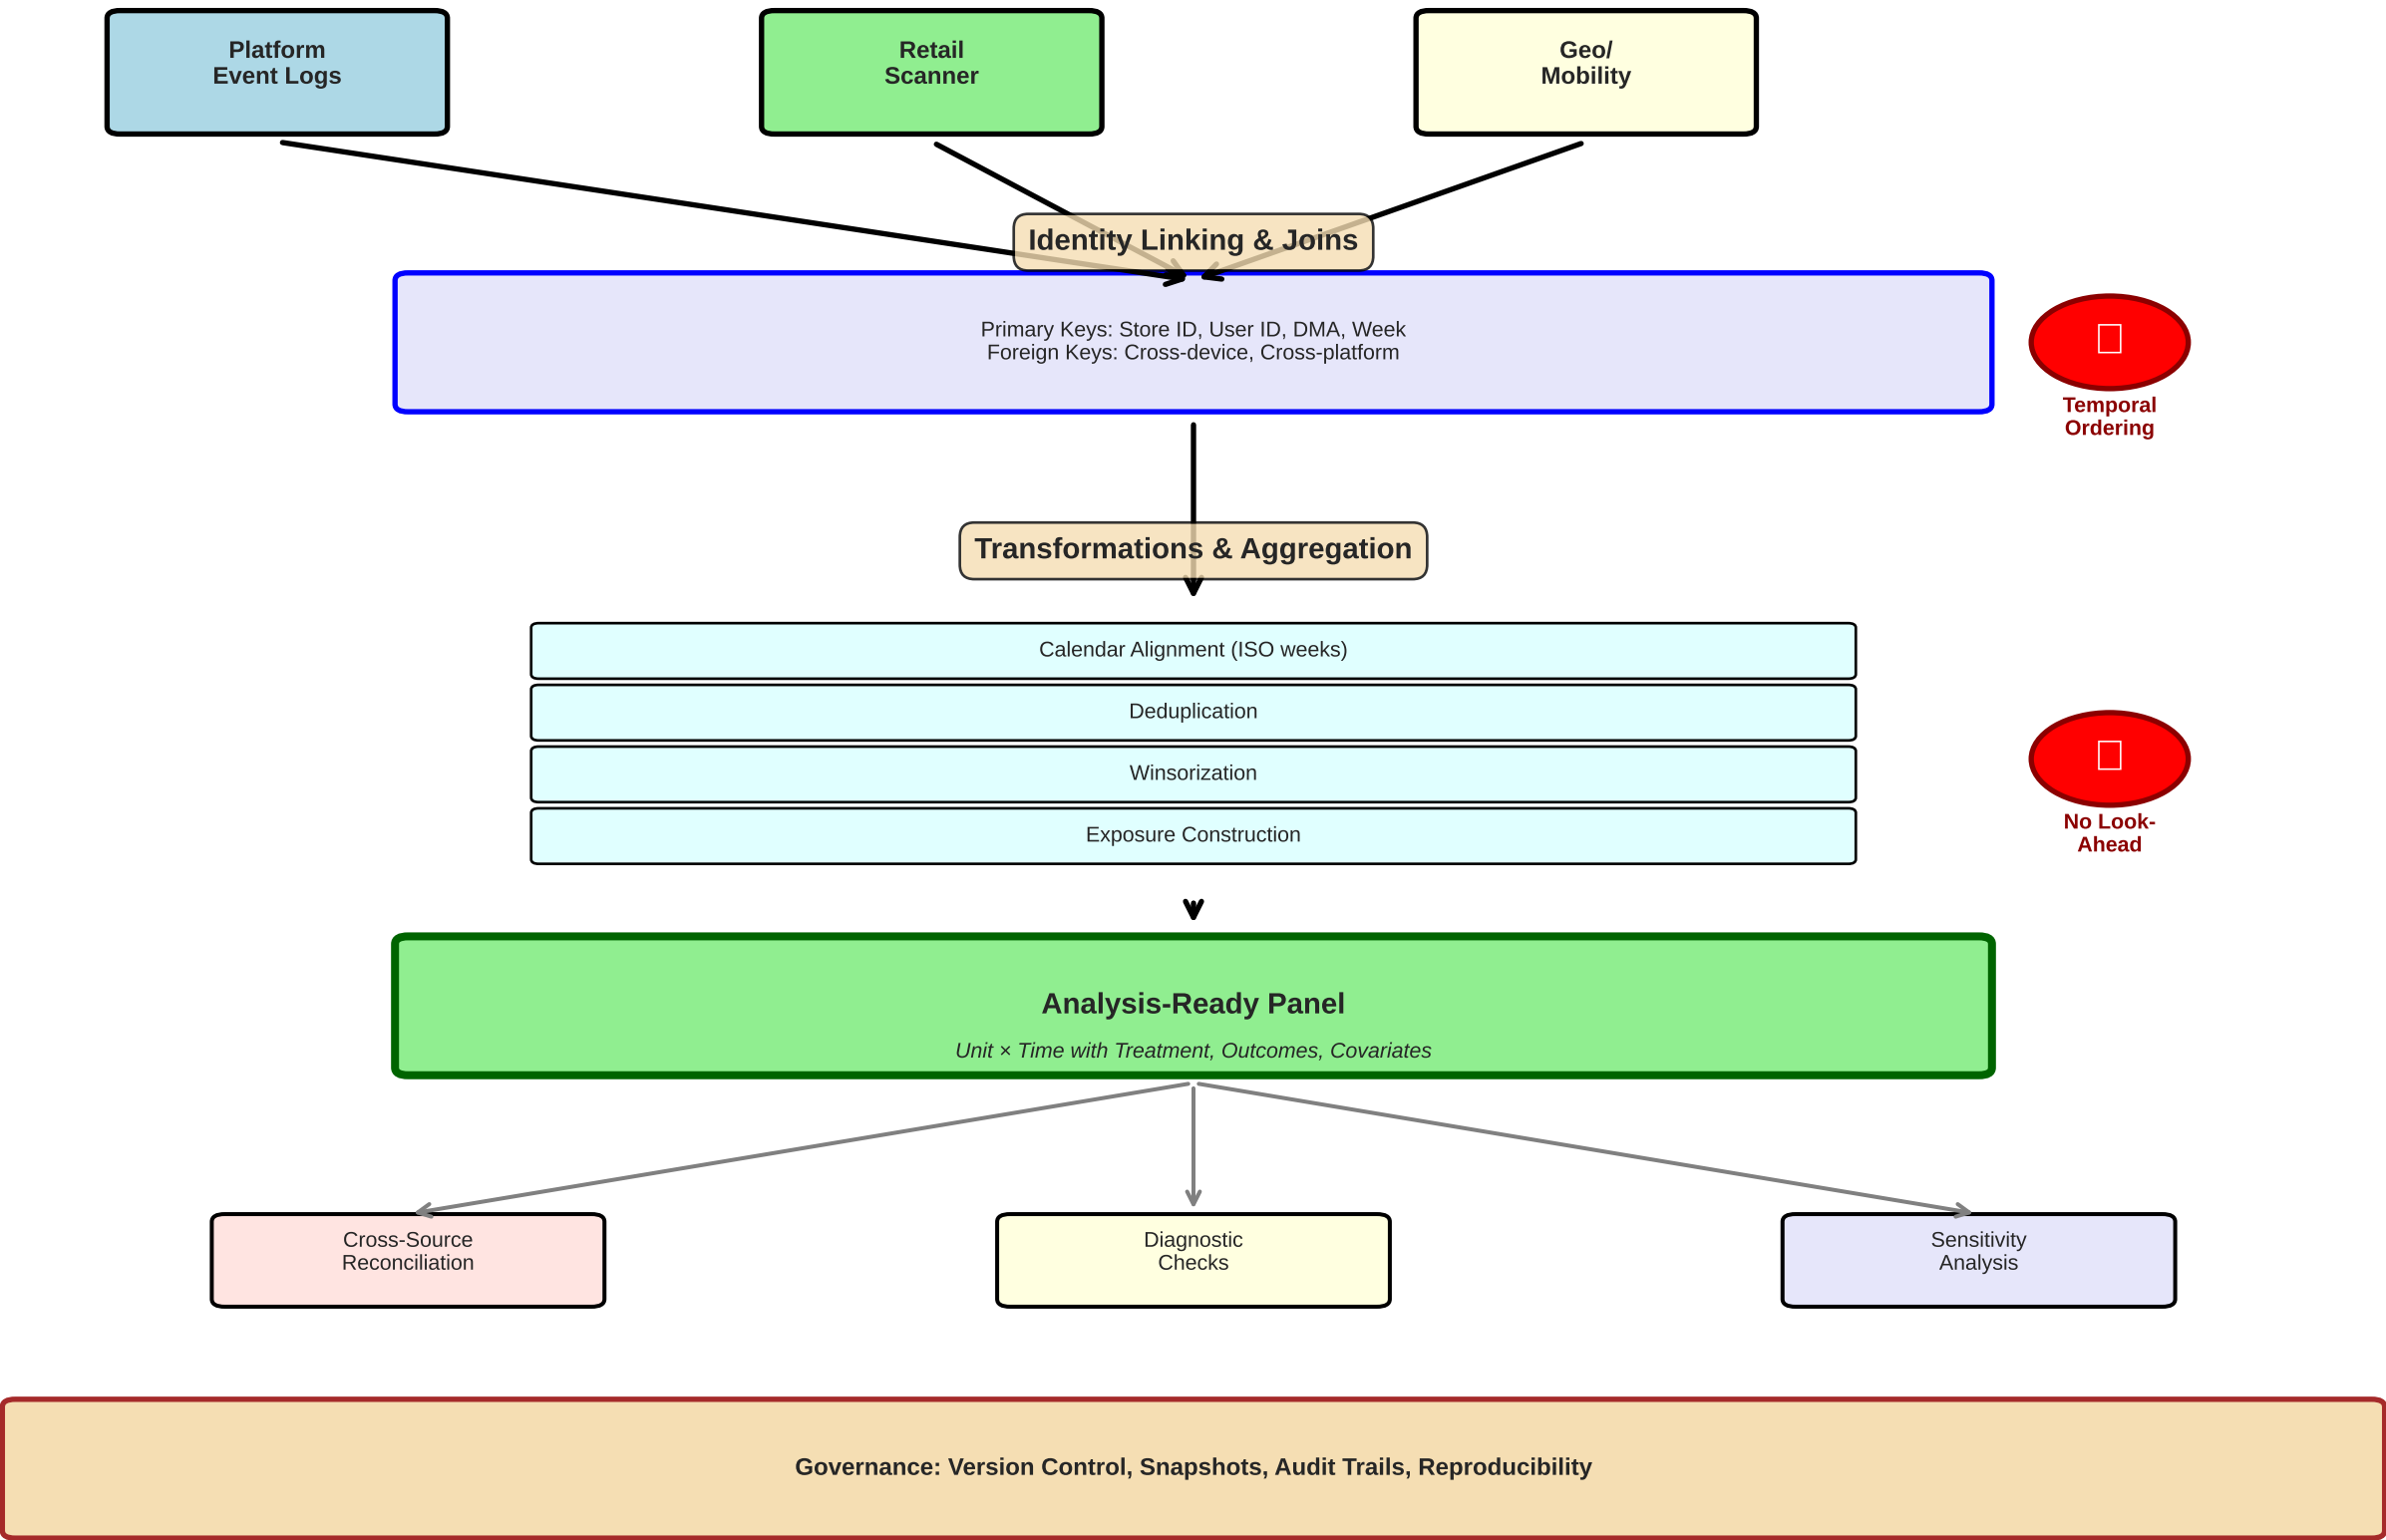 Platform
Event Logs
Retail
Scanner
Geo/
Mobility
Identity Linking & Joins
Primary Keys: Store ID, User ID, DMA, Week
Foreign Keys: Cross-device, Cross-platform
Temporal
Ordering
Transformations & Aggregation
Calendar Alignment (ISO weeks)
Deduplication
Winsorization
Exposure Construction
No Look-
Ahead
Analysis-Ready Panel
Unit × Time with Treatment, Outcomes, Covariates
Cross-Source
Reconciliation
Diagnostic
Checks
Sensitivity
Analysis
Governance: Version Control, Snapshots, Audit Trails, Reproducibility